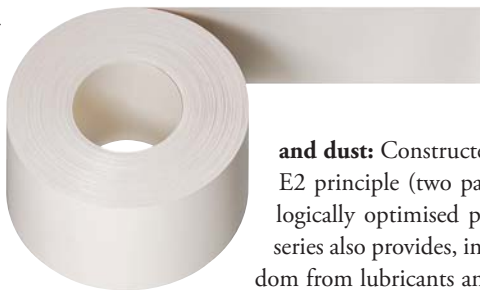 and dust: Constructe
E2 principle (two pa
logically optimised p
series also provides, in
dom from lubricants an